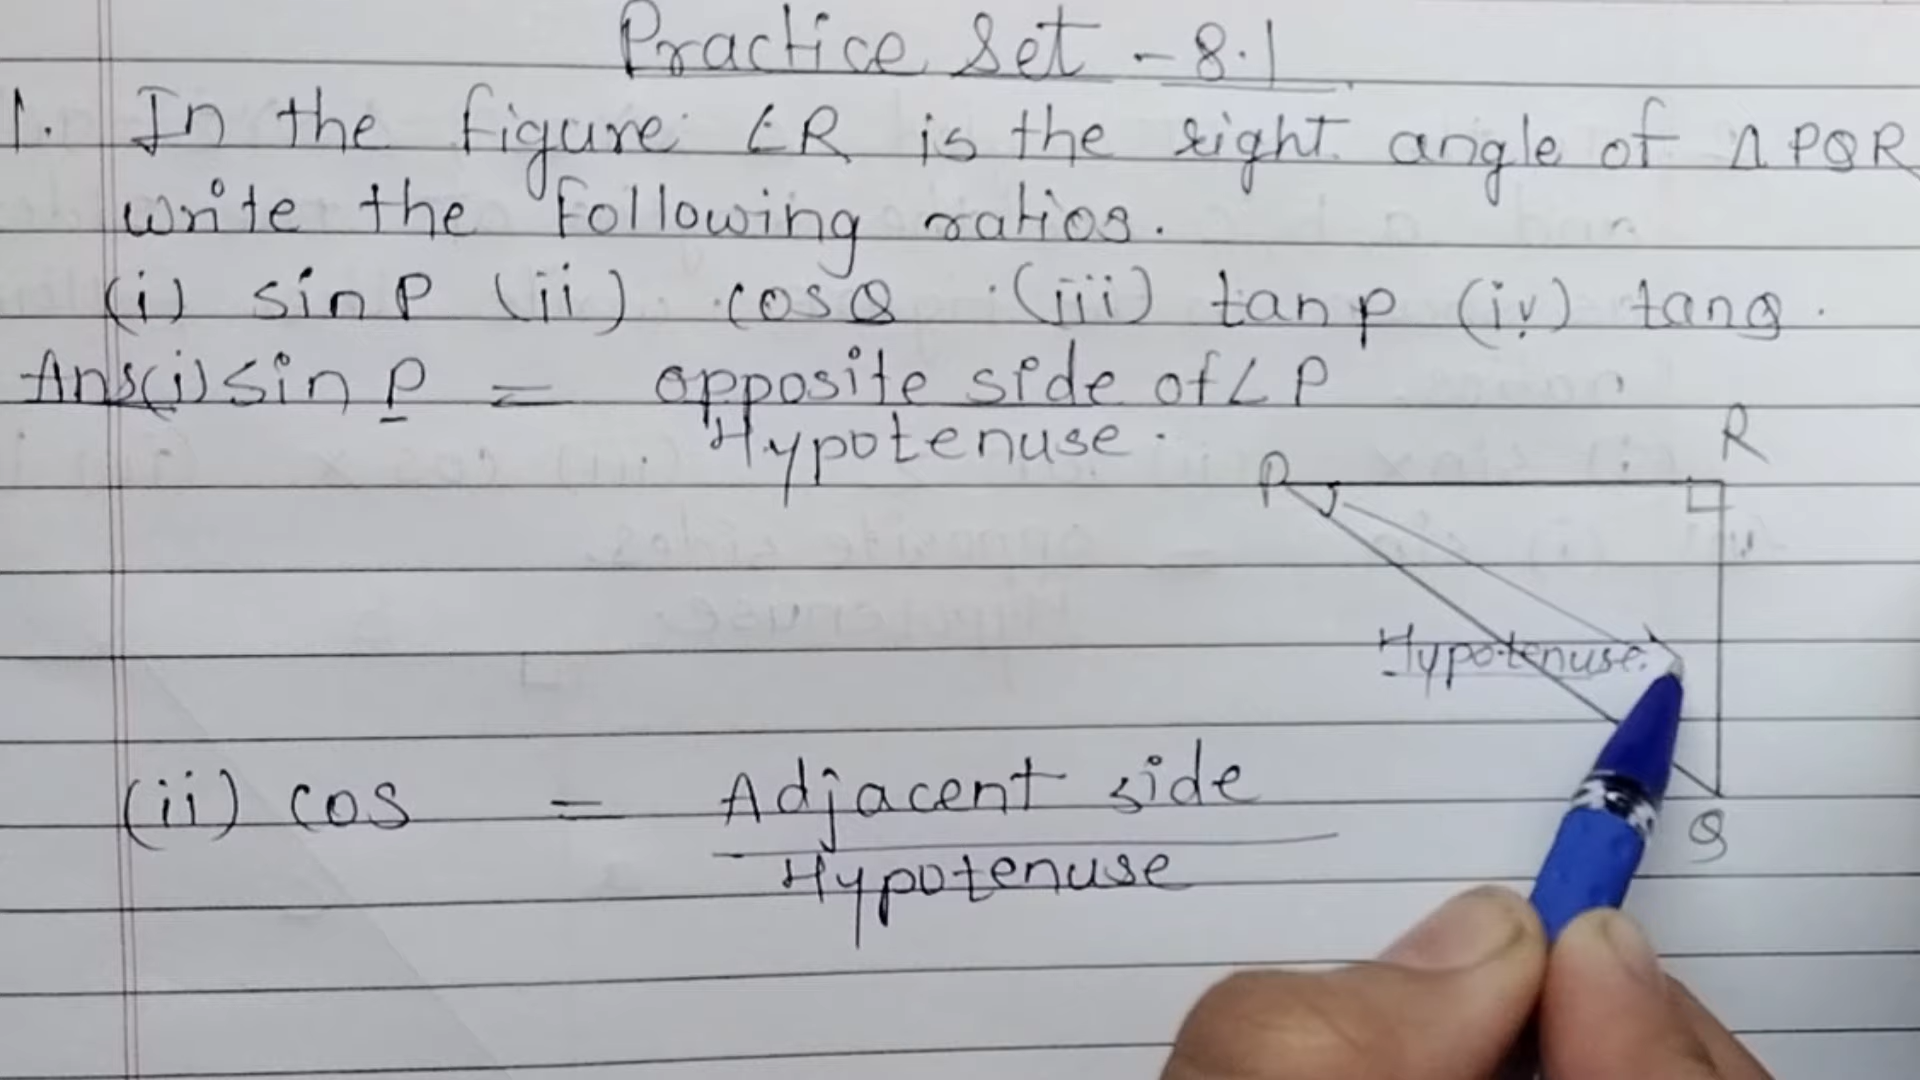 Practice Set - 8.1
1. In the figure ∠R is the right angle of △PQR
write the following ratios.
(i) sin P (ii) cos Q (iii) tan P (iv) tan Q.
Ans(i) sin P = opposite side of ∠P
Hypotenuse.
R
P
Hypotenuse.
(ii) cos = Adjacent side
Hypotenuse
Q